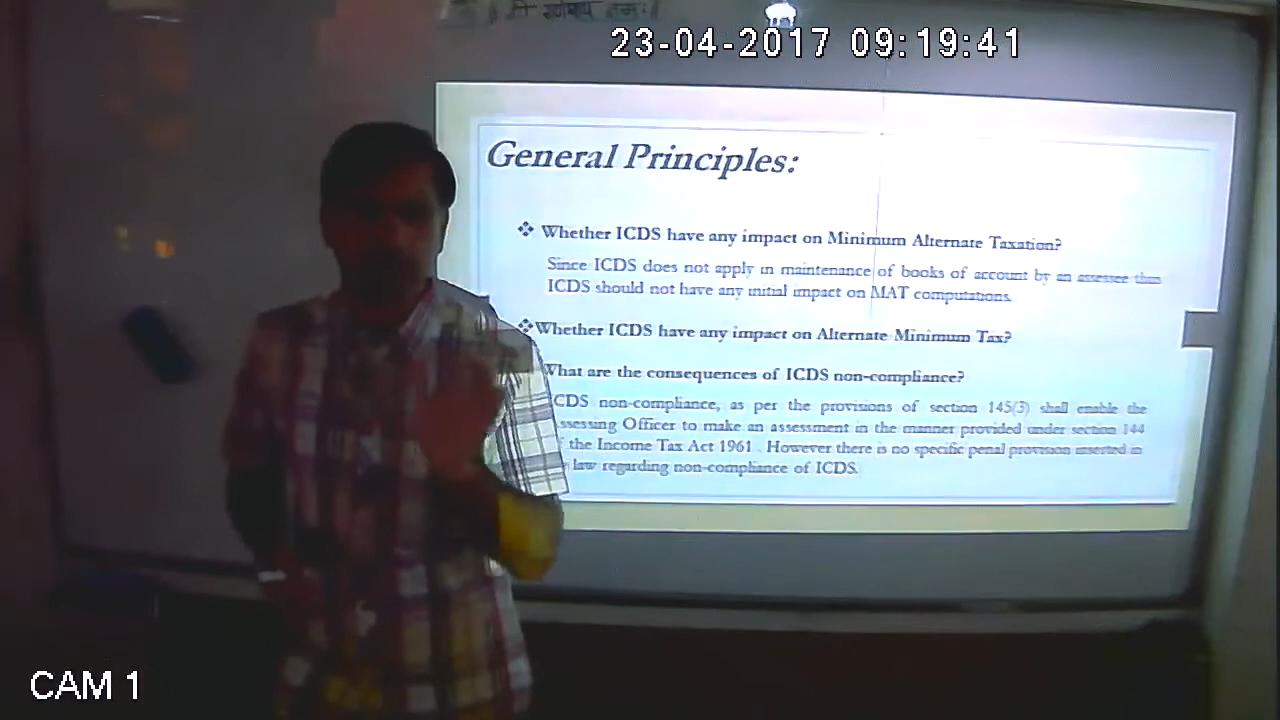 ॥ श्री गणेशाय नमः ॥
23-04-2017 09:19:41
General Principles:
❖ Whether ICDS have any impact on Minimum Alternate Taxation?
Since ICDS does not apply in maintenance of books of account by an assessee than
ICDS should not have any initial impact on MAT computations.
❖ Whether ICDS have any impact on Alternate Minimum Tax?
What are the consequences of ICDS non-compliance?
CDS non-compliance, as per the provisions of section 145(3) shall enable the
ssessing Officer to make an assessment in the manner provided under section 144
the Income Tax Act 1961 . However there is no specific penal provision inserted in
law regarding non-compliance of ICDS.
CAM 1